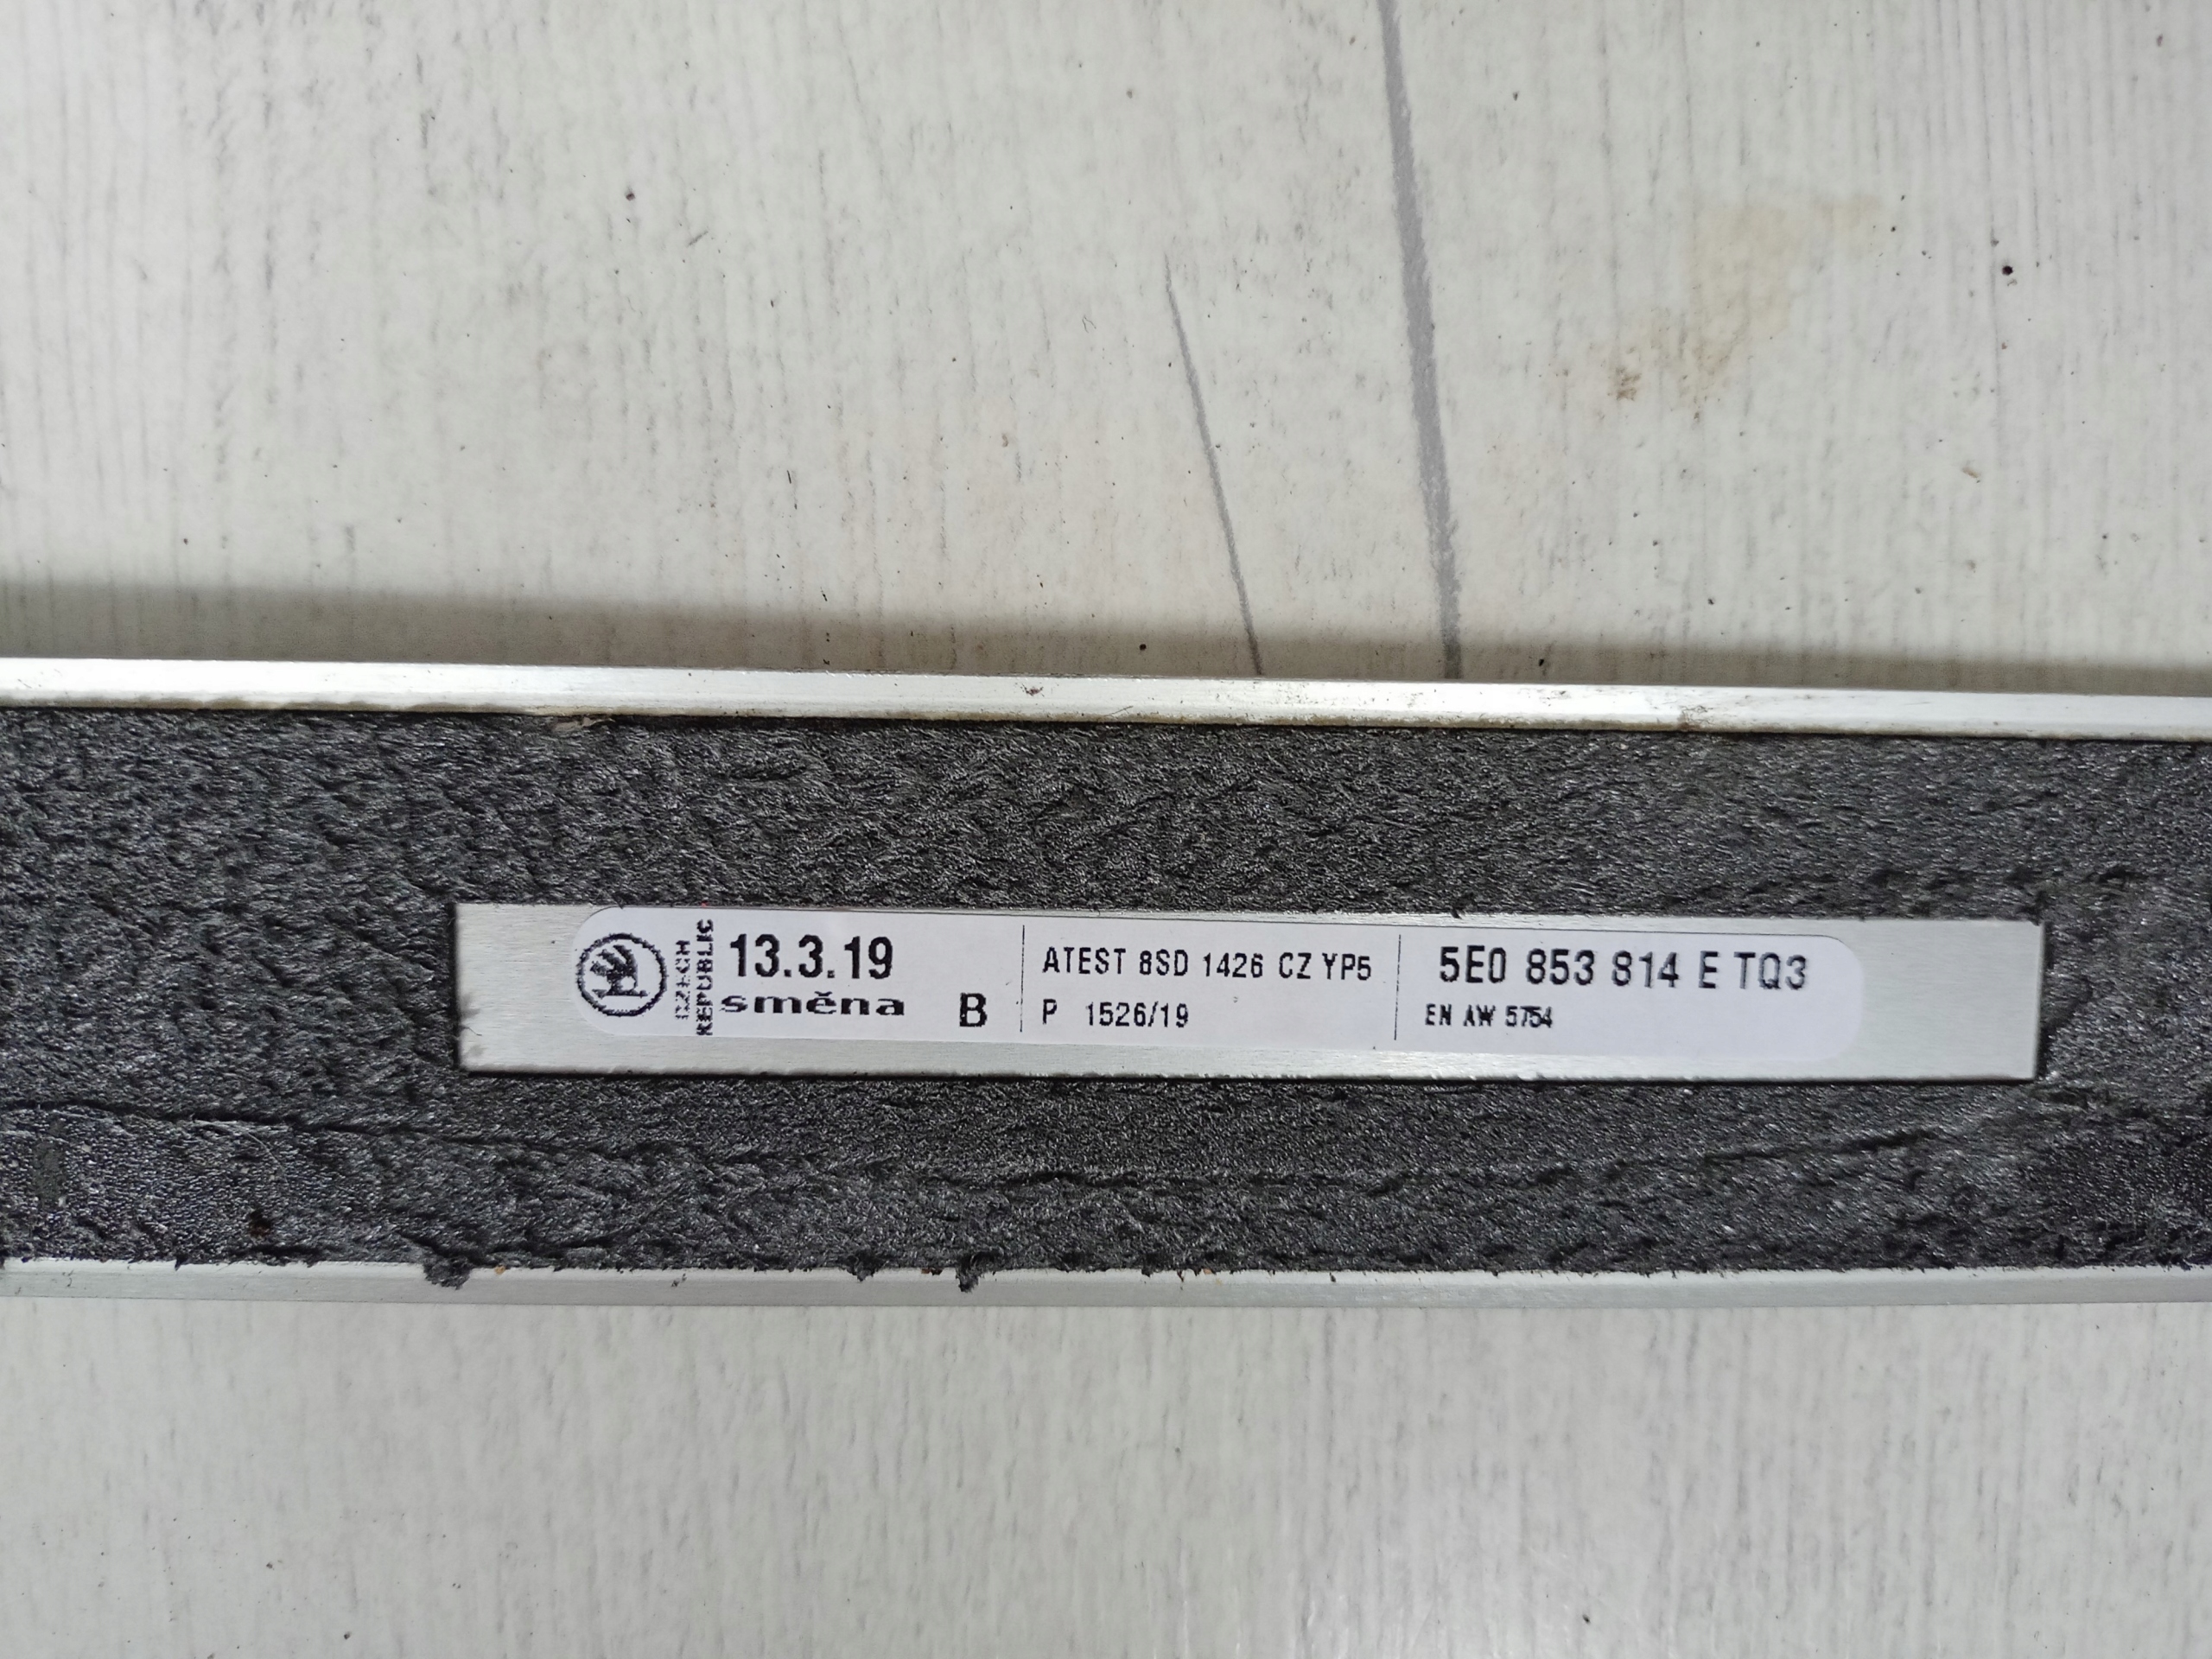 CZECH
REPUBLIC
13.3.19
směna B
ATEST 8SD 1426 CZ YP5
P 1526/19
5E0 853 814 E TQ3
EN AW 5754